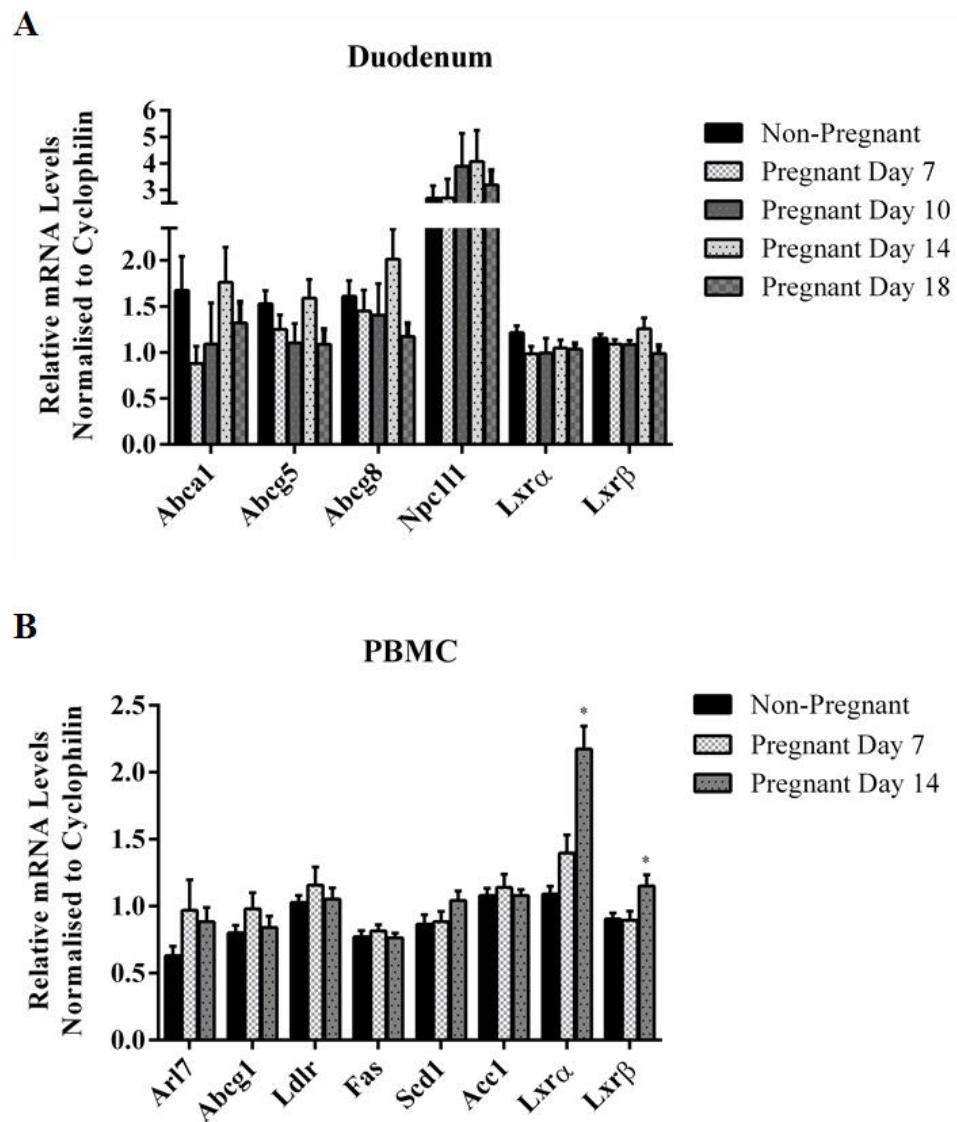 A
Duodenum
Relative mRNA Levels
Normalised to Cyclophilin
6
5
4
3
2.0
1.5
1.0
0.5
0.0
Abca1
Abcg5
Abcg8
Npc1l1
Lxrα
Lxrβ
Non-Pregnant
Pregnant Day 7
Pregnant Day 10
Pregnant Day 14
Pregnant Day 18
B
PBMC
Relative mRNA Levels
Normalised to Cyclophilin
2.5
2.0
1.5
1.0
0.5
0.0
*
*
Arl7
Abcg1
Ldlr
Fas
Scd1
Acc1
Lxrα
Lxrβ
Non-Pregnant
Pregnant Day 7
Pregnant Day 14